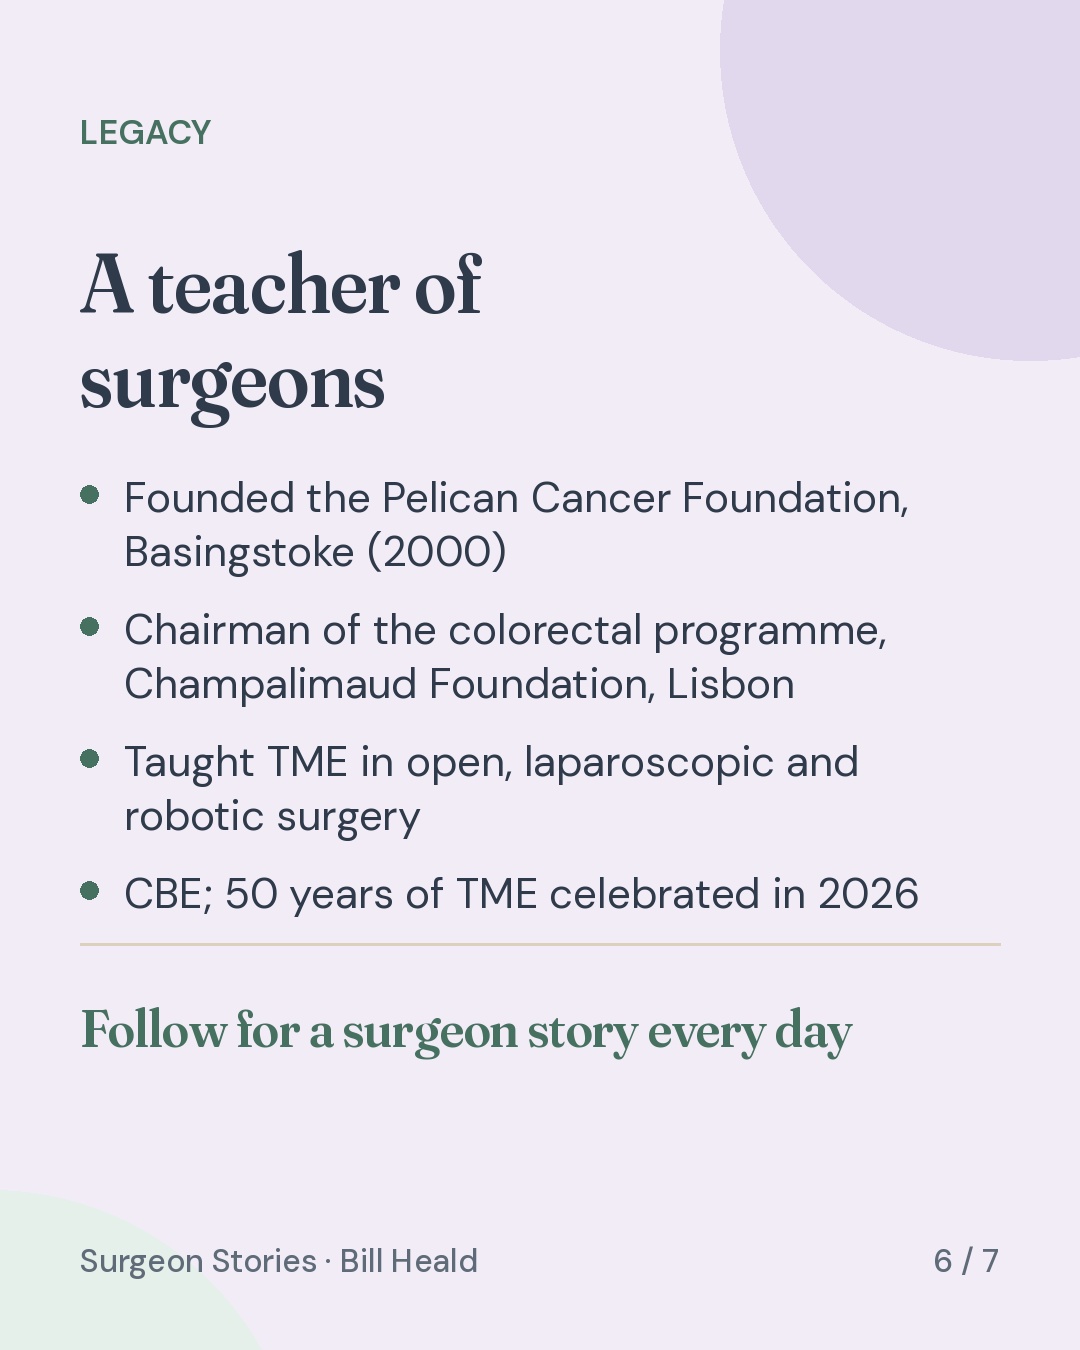 LEGACY
A teacher of
surgeons
• Founded the Pelican Cancer Foundation,
Basingstoke (2000)
• Chairman of the colorectal programme,
Champalimaud Foundation, Lisbon
• Taught TME in open, laparoscopic and
robotic surgery
• CBE; 50 years of TME celebrated in 2026
Follow for a surgeon story every day
Surgeon Stories · Bill Heald
6 / 7